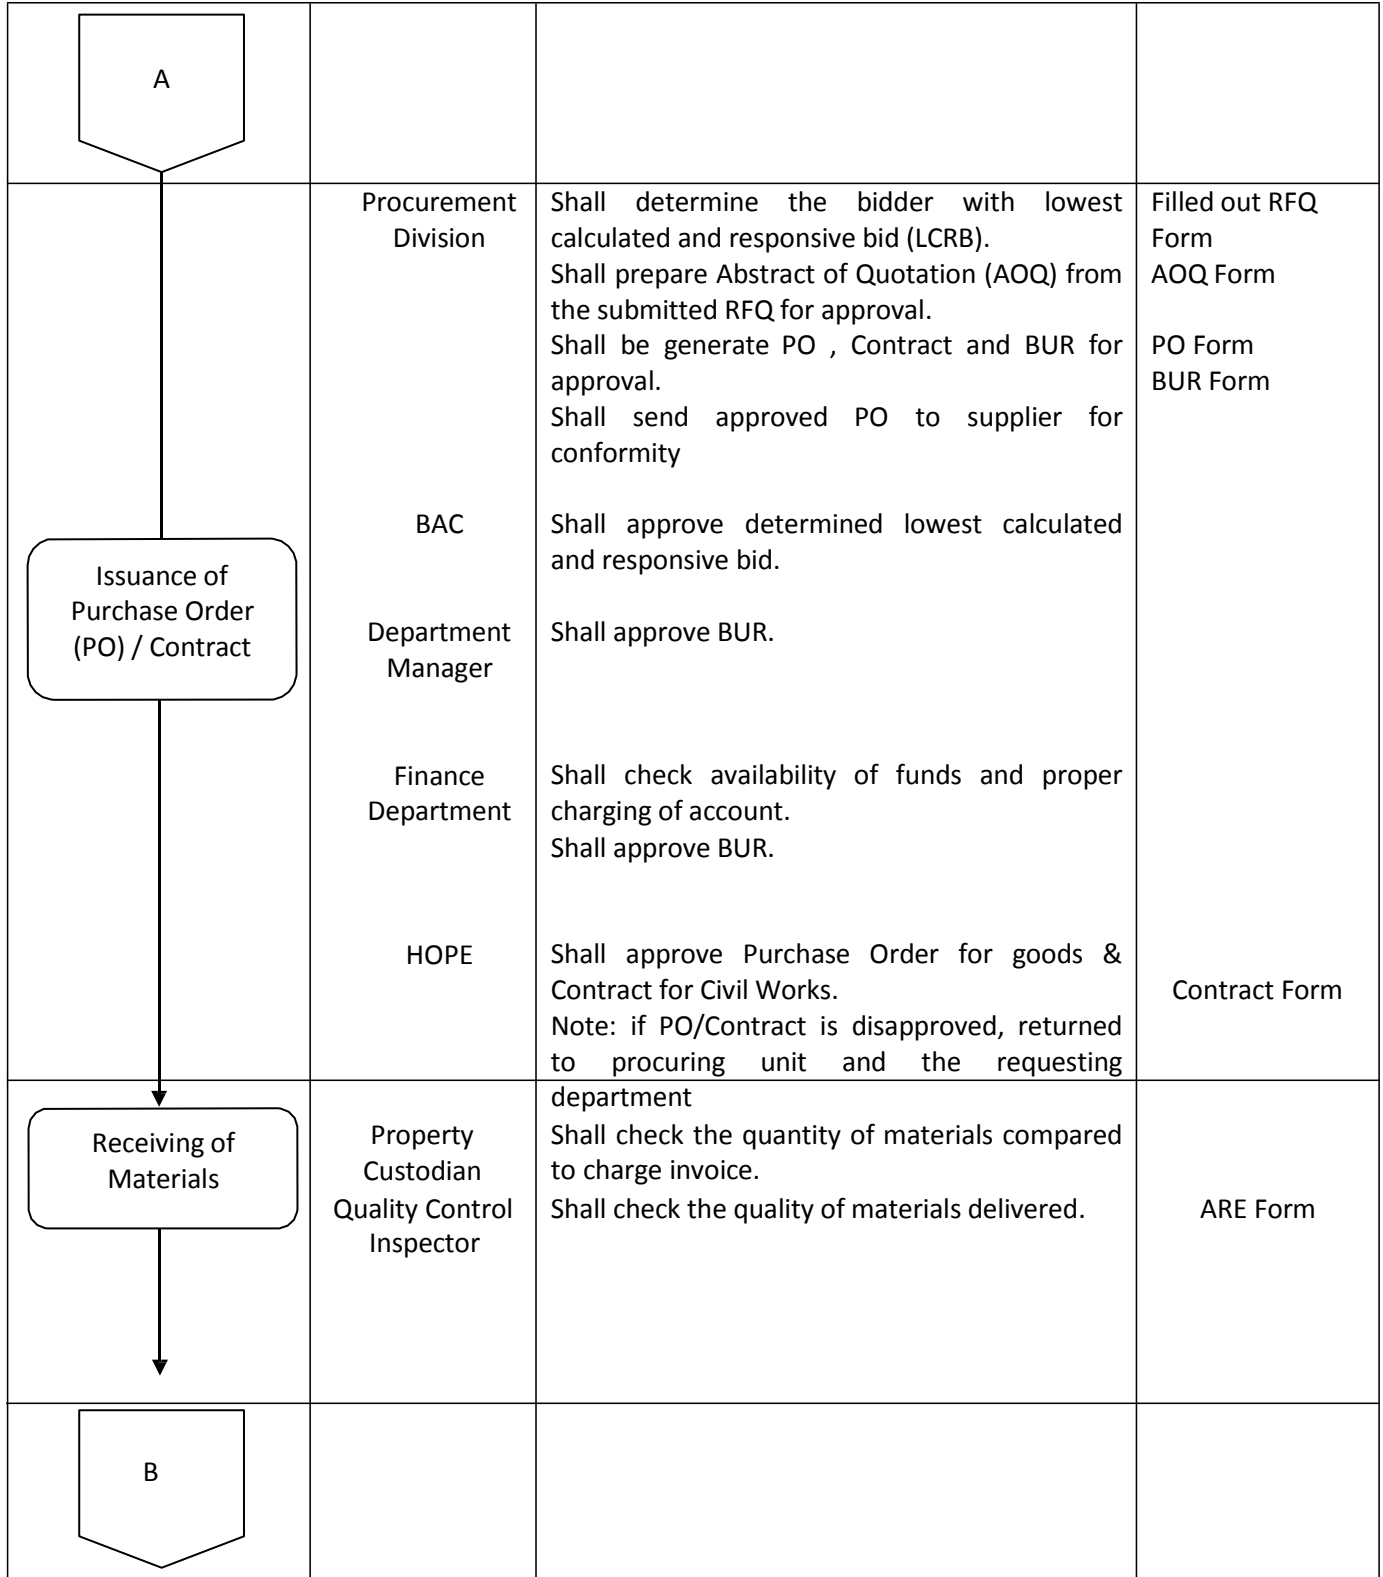 A
Procurement
Division
Shall determine the bidder with lowest
calculated and responsive bid (LCRB).
Shall prepare Abstract of Quotation (AOQ) from
the submitted RFQ for approval.
Shall be generate PO , Contract and BUR for
approval.
Shall send approved PO to supplier for
conformity
Filled out RFQ
Form
AOQ Form
PO Form
BUR Form
BAC
Shall approve determined lowest calculated
and responsive bid.
Issuance of
Purchase Order
(PO) / Contract
Department
Manager
Shall approve BUR.
Finance
Department
Shall check availability of funds and proper
charging of account.
Shall approve BUR.
HOPE
Shall approve Purchase Order for goods &
Contract for Civil Works.
Note: if PO/Contract is disapproved, returned
to procuring unit and the requesting
department
Contract Form
Receiving of
Materials
Property
Custodian
Shall check the quantity of materials compared
to charge invoice.
Quality Control
Inspector
Shall check the quality of materials delivered.
ARE Form
B